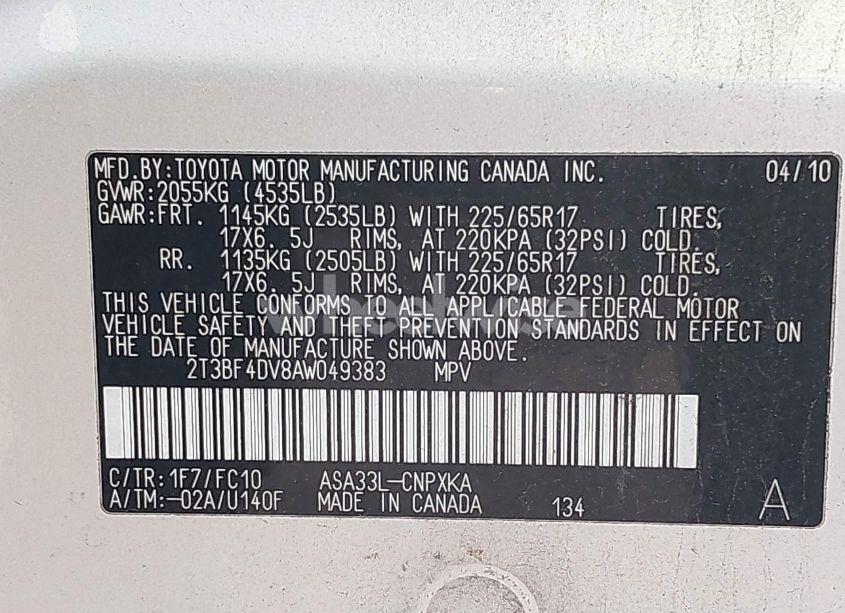 MFD.BY:TOYOTA MOTOR MANUFACTURING CANADA INC. 04/10
GVWR:2055KG (4535LB)
GAWR:FRT. 1145KG (2535LB) WITH 225/65R17 TIRES,
17X6. 5J RIMS, AT 220KPA (32PSI) COLD.
RR. 1135KG (2505LB) WITH 225/65R17 TIRES,
17X6. 5J RIMS, AT 220KPA (32PSI) COLD.
THIS VEHICLE CONFORMS TO ALL APPLICABLE FEDERAL MOTOR
VEHICLE SAFETY AND THEFT PREVENTION STANDARDS IN EFFECT ON
THE DATE OF MANUFACTURE SHOWN ABOVE.
2T3BF4DV8AW049383 MPV
C/TR:1F7/FC10 ASA33L-CNPXKA
A/TM:-02A/U140F MADE IN CANADA 134 A